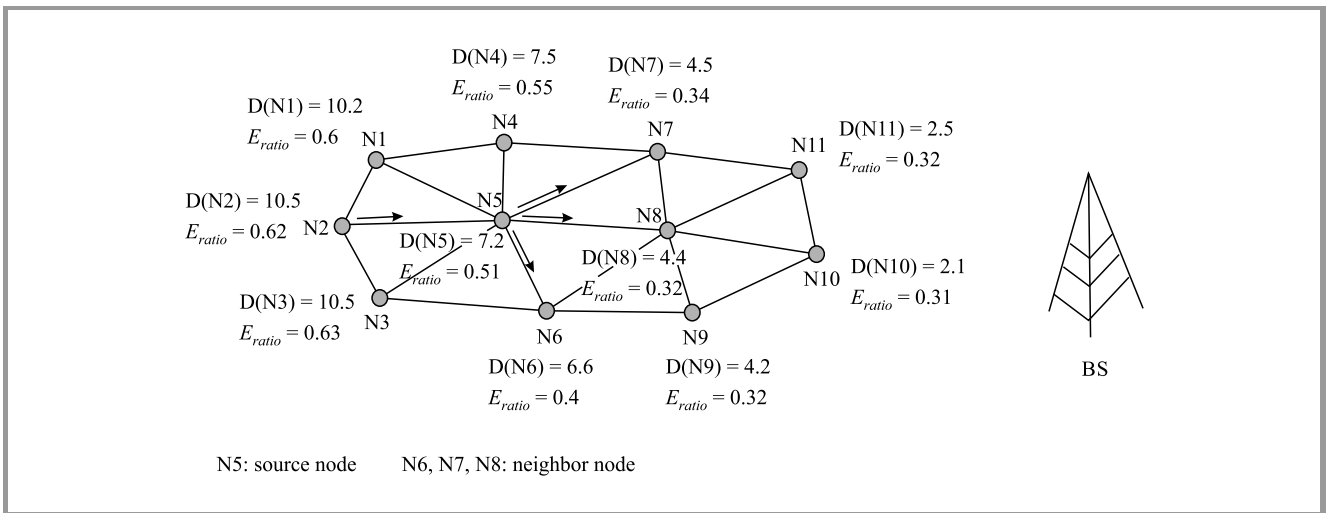 D(N4) = 7.5
E_ratio = 0.55
D(N7) = 4.5
E_ratio = 0.34
D(N1) = 10.2
E_ratio = 0.6
N1
N4
N7
N11
D(N11) = 2.5
E_ratio = 0.32
D(N2) = 10.5
E_ratio = 0.62
N2
N5
N8
D(N5) = 7.2
E_ratio = 0.51
D(N8) = 4.4
E_ratio = 0.32
N10
D(N10) = 2.1
E_ratio = 0.31
D(N3) = 10.5
E_ratio = 0.63
N3
N6
N9
D(N6) = 6.6
E_ratio = 0.4
D(N9) = 4.2
E_ratio = 0.32
BS
N5: source node N6, N7, N8: neighbor node